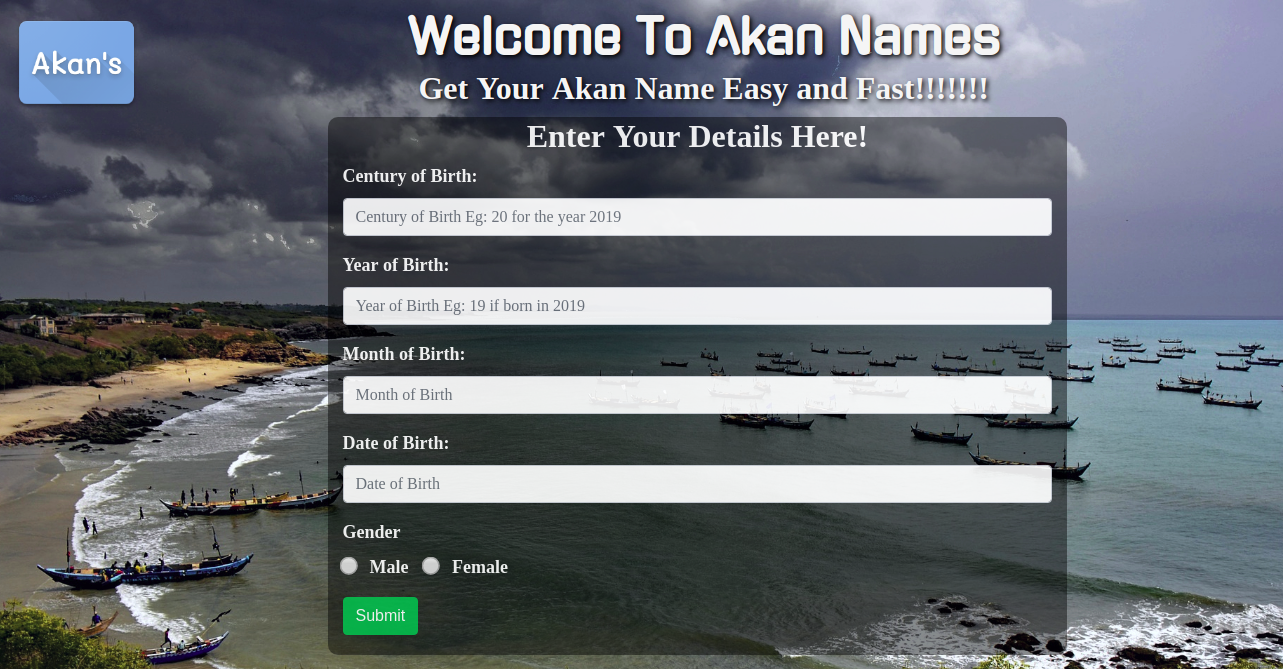 Akan's
Welcome To Akan Names
Get Your Akan Name Easy and Fast!!!!!!!
Enter Your Details Here!
Century of Birth:
Century of Birth Eg: 20 for the year 2019
Year of Birth:
Year of Birth Eg: 19 if born in 2019
Month of Birth:
Month of Birth
Date of Birth:
Date of Birth
Gender
Male Female
Submit